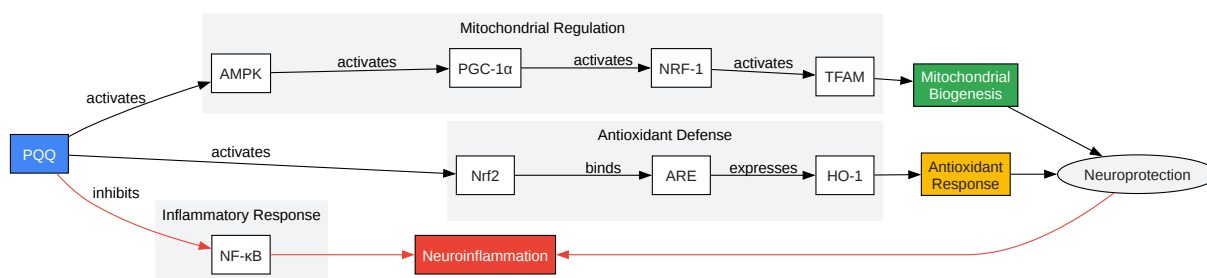 Mitochondrial Regulation
AMPK
activates
PGC-1α
activates
NRF-1
activates
TFAM
Mitochondrial
Biogenesis
activates
Antioxidant Defense
PQQ
activates
Nrf2
binds
ARE
expresses
HO-1
Antioxidant
Response
Neuroprotection
inhibits
Inflammatory Response
NF-κB
Neuroinflammation